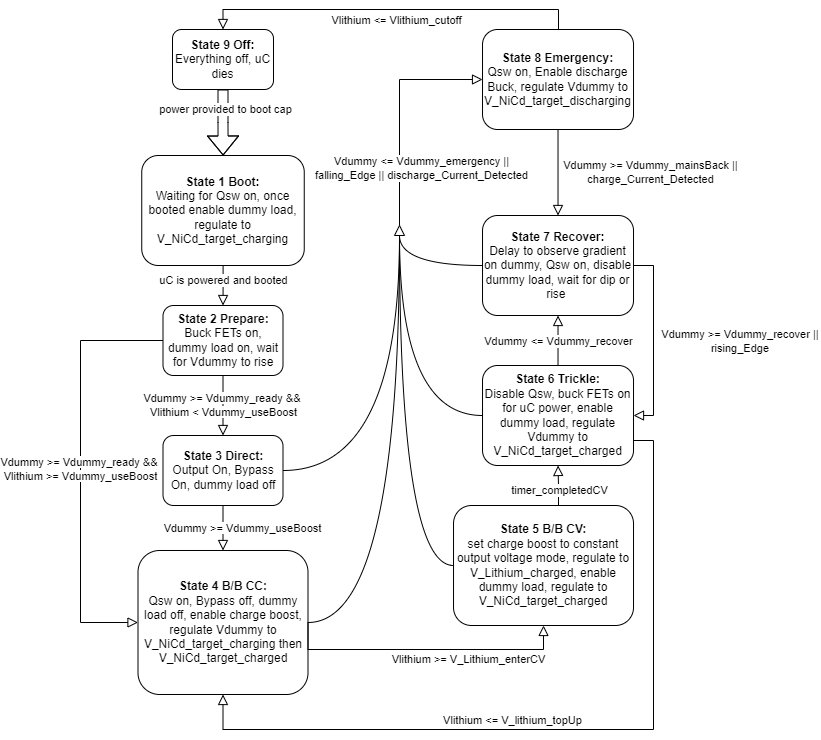 Vlithium <= Vlithium_cutoff
State 9 Off:
Everything off, uC
dies
power provided to boot cap
State 1 Boot:
Waiting for Qsw on, once
booted enable dummy load,
regulate to
V_NiCd_target_charging
uC is powered and booted
State 2 Prepare:
Buck FETs on,
dummy load on, wait
for Vdummy to rise
Vdummy >= Vdummy_ready &&
Vlithium < Vdummy_useBoost
Vdummy >= Vdummy_ready &&
Vlithium >= Vdummy_useBoost
State 3 Direct:
Output On, Bypass
On, dummy load off
Vdummy >= Vdummy_useBoost
State 4 B/B CC:
Qsw on, Bypass off, dummy
load off, enable charge boost,
regulate Vdummy to
V_NiCd_target_charging then
V_NiCd_target_charged
Vlithium >= V_Lithium_enterCV
State 5 B/B CV:
set charge boost to constant
output voltage mode, regulate to
V_Lithium_charged, enable
dummy load, regulate to
V_NiCd_target_charged
timer_completedCV
State 6 Trickle:
Disable Qsw, buck FETs on
for uC power, enable
dummy load, regulate
Vdummy to
V_NiCd_target_charged
Vdummy <= Vdummy_recover
State 7 Recover:
Delay to observe gradient
on dummy, Qsw on, disable
dummy load, wait for dip or
rise
Vdummy >= Vdummy_recover ||
rising_Edge
Vdummy >= Vdummy_mainsBack ||
charge_Current_Detected
State 8 Emergency:
Qsw on, Enable discharge
Buck, regulate Vdummy to
V_NiCd_target_discharging
Vdummy <= Vdummy_emergency ||
falling_Edge || discharge_Current_Detected
Vlithium <= V_lithium_topUp